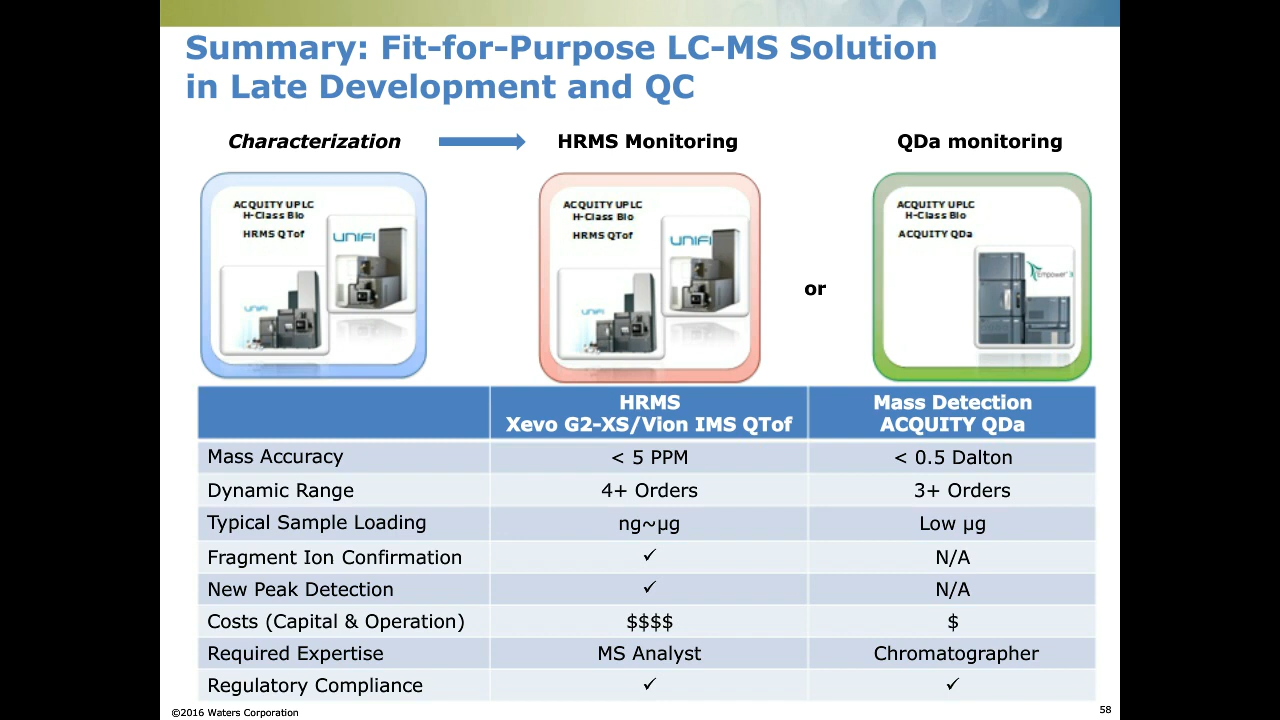 Summary: Fit-for-Purpose LC-MS Solution
in Late Development and QC
Characterization
HRMS Monitoring
QDa monitoring
ACQUITY UPLC
H-Class Bio
HRMS QTof
UNIFI
UNIFI
ACQUITY UPLC
H-Class Bio
HRMS QTof
UNIFI
UNIFI
or
ACQUITY UPLC
H-Class Bio
ACQUITY QDa
Empower 3
HRMS
Xevo G2-XS/Vion IMS QTof
Mass Detection
ACQUITY QDa
Mass Accuracy < 5 PPM < 0.5 Dalton
Dynamic Range 4+ Orders 3+ Orders
Typical Sample Loading ng~µg Low µg
Fragment Ion Confirmation ✓ N/A
New Peak Detection ✓ N/A
Costs (Capital & Operation) $$$$ $
Required Expertise MS Analyst Chromatographer
Regulatory Compliance ✓ ✓
©2016 Waters Corporation
58